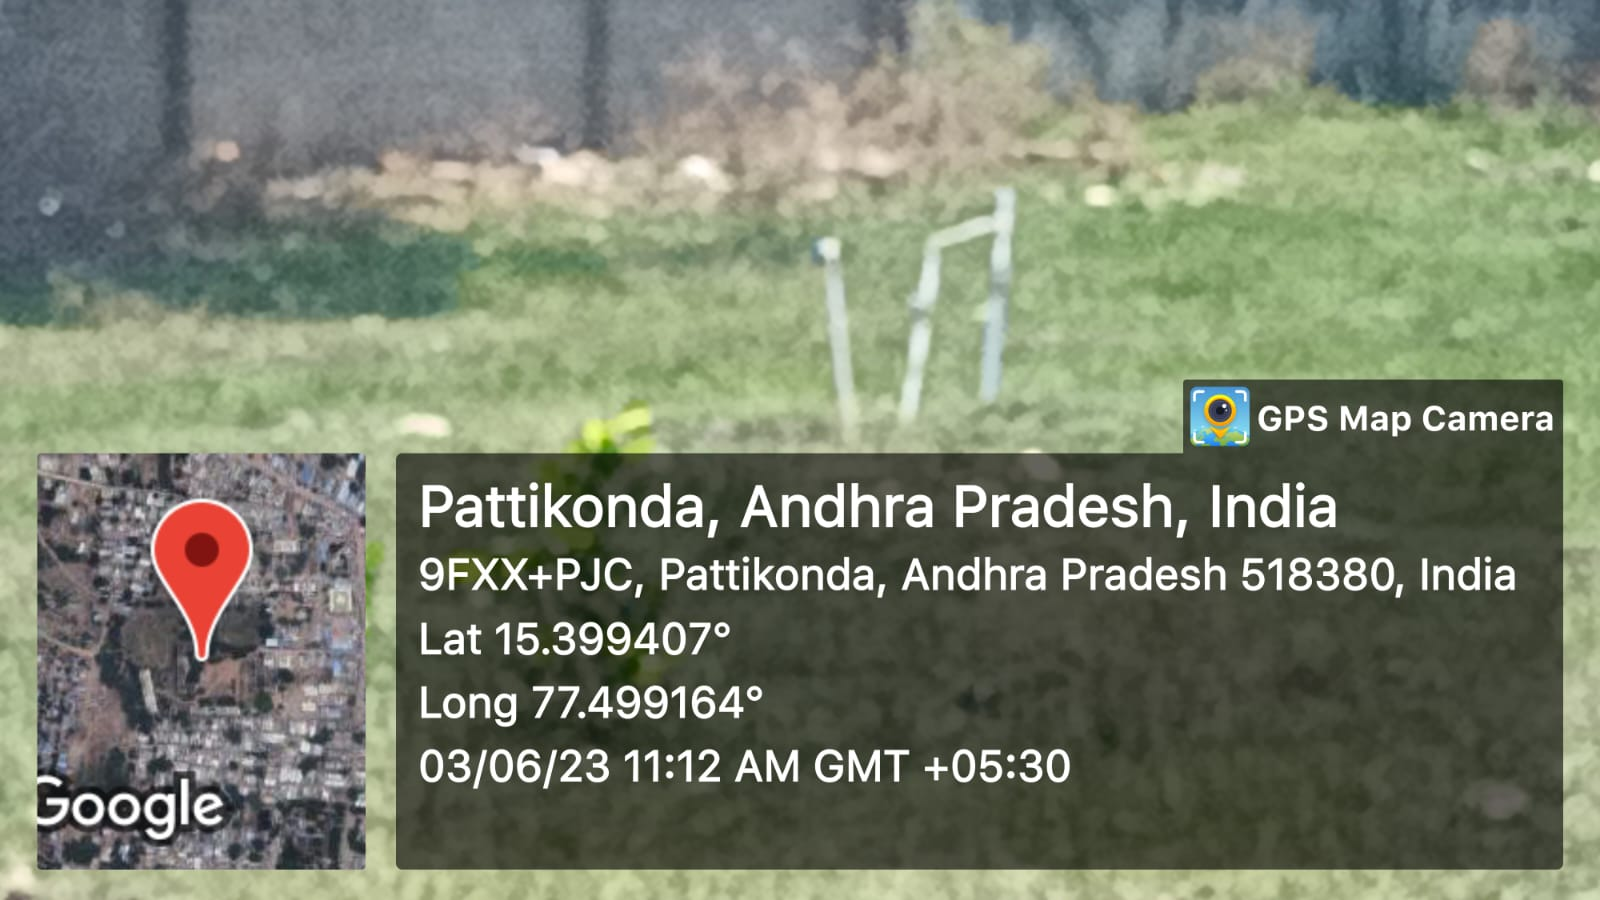 GPS Map Camera
Pattikonda, Andhra Pradesh, India
9FXX+PJC, Pattikonda, Andhra Pradesh 518380, India
Lat 15.399407°
Long 77.499164°
03/06/23 11:12 AM GMT +05:30
Google